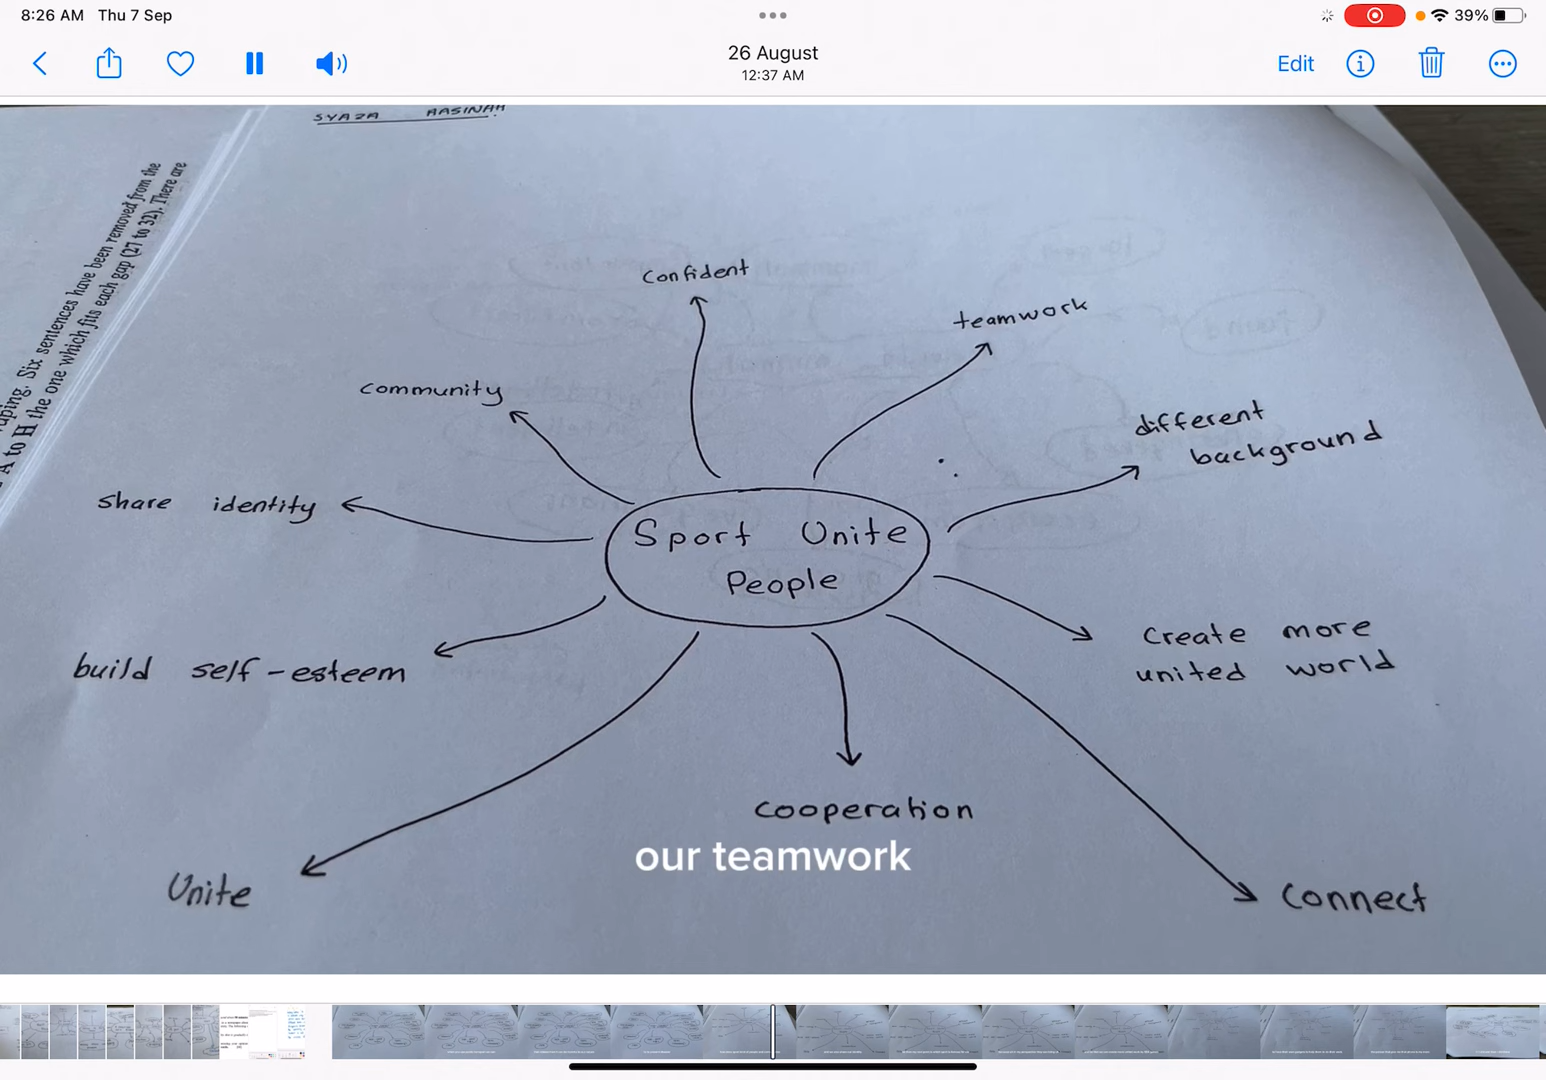 8:26 AM Thu 7 Sep
39%
26 August
12:37 AM
Edit
SYAZA AASINAH
Six sentences have been removed from the
A to H the one which fits each gap (27 to 32). There are
Confident
teamwork
community
different
background
share identity
Sport Unite
People
build self-esteem
Create more
united world
Cooperation
our teamwork
Unite
Connect